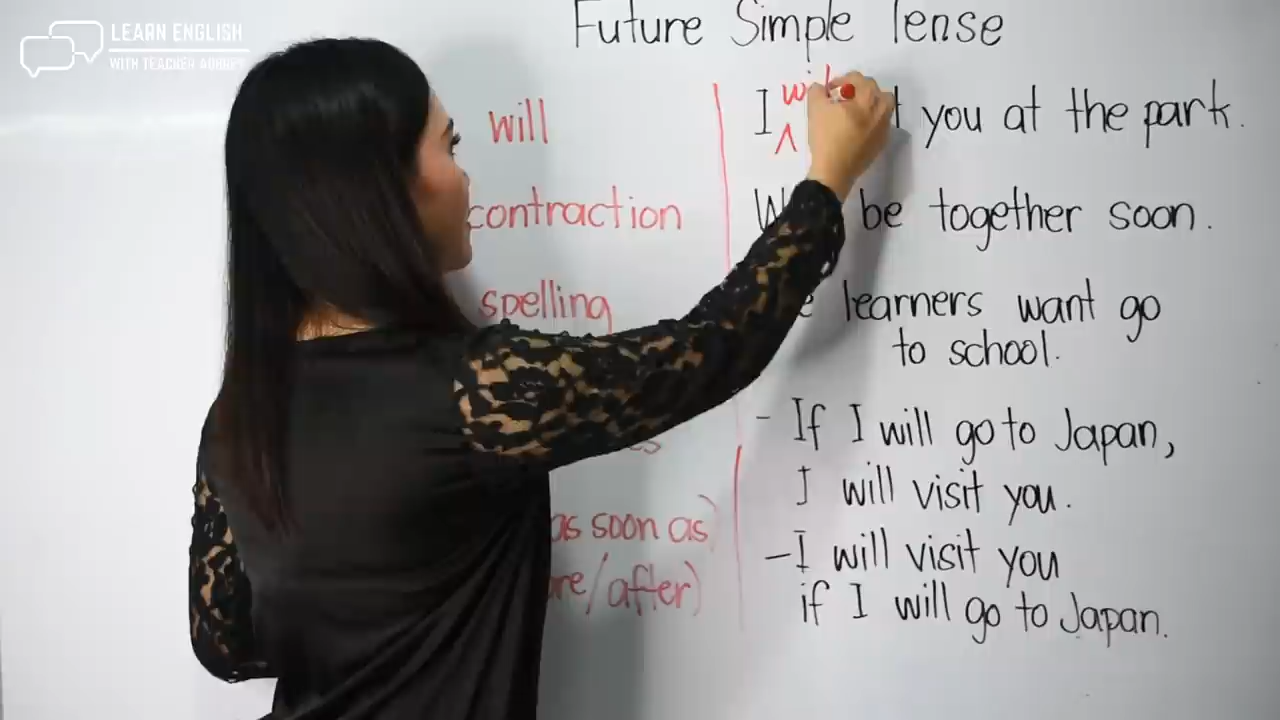 LEARN ENGLISH
WITH TEACHER
Future Simple Tense
will
contraction
spelling
as soon as)
/after)
I will you at the park.
be together soon.
learners want go
to school.
- If I will go to Japan,
I will visit you.
- I will visit you
if I will go to Japan.